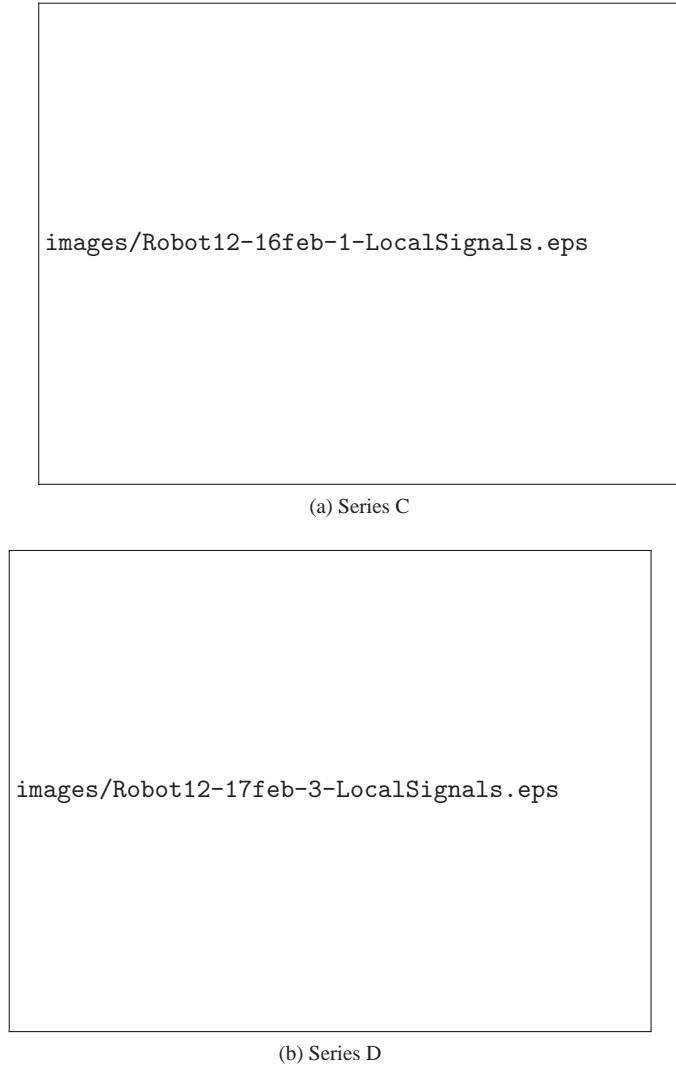 images/Robot12-16feb-1-LocalSignals.eps
(a) Series C
images/Robot12-17feb-3-LocalSignals.eps
(b) Series D